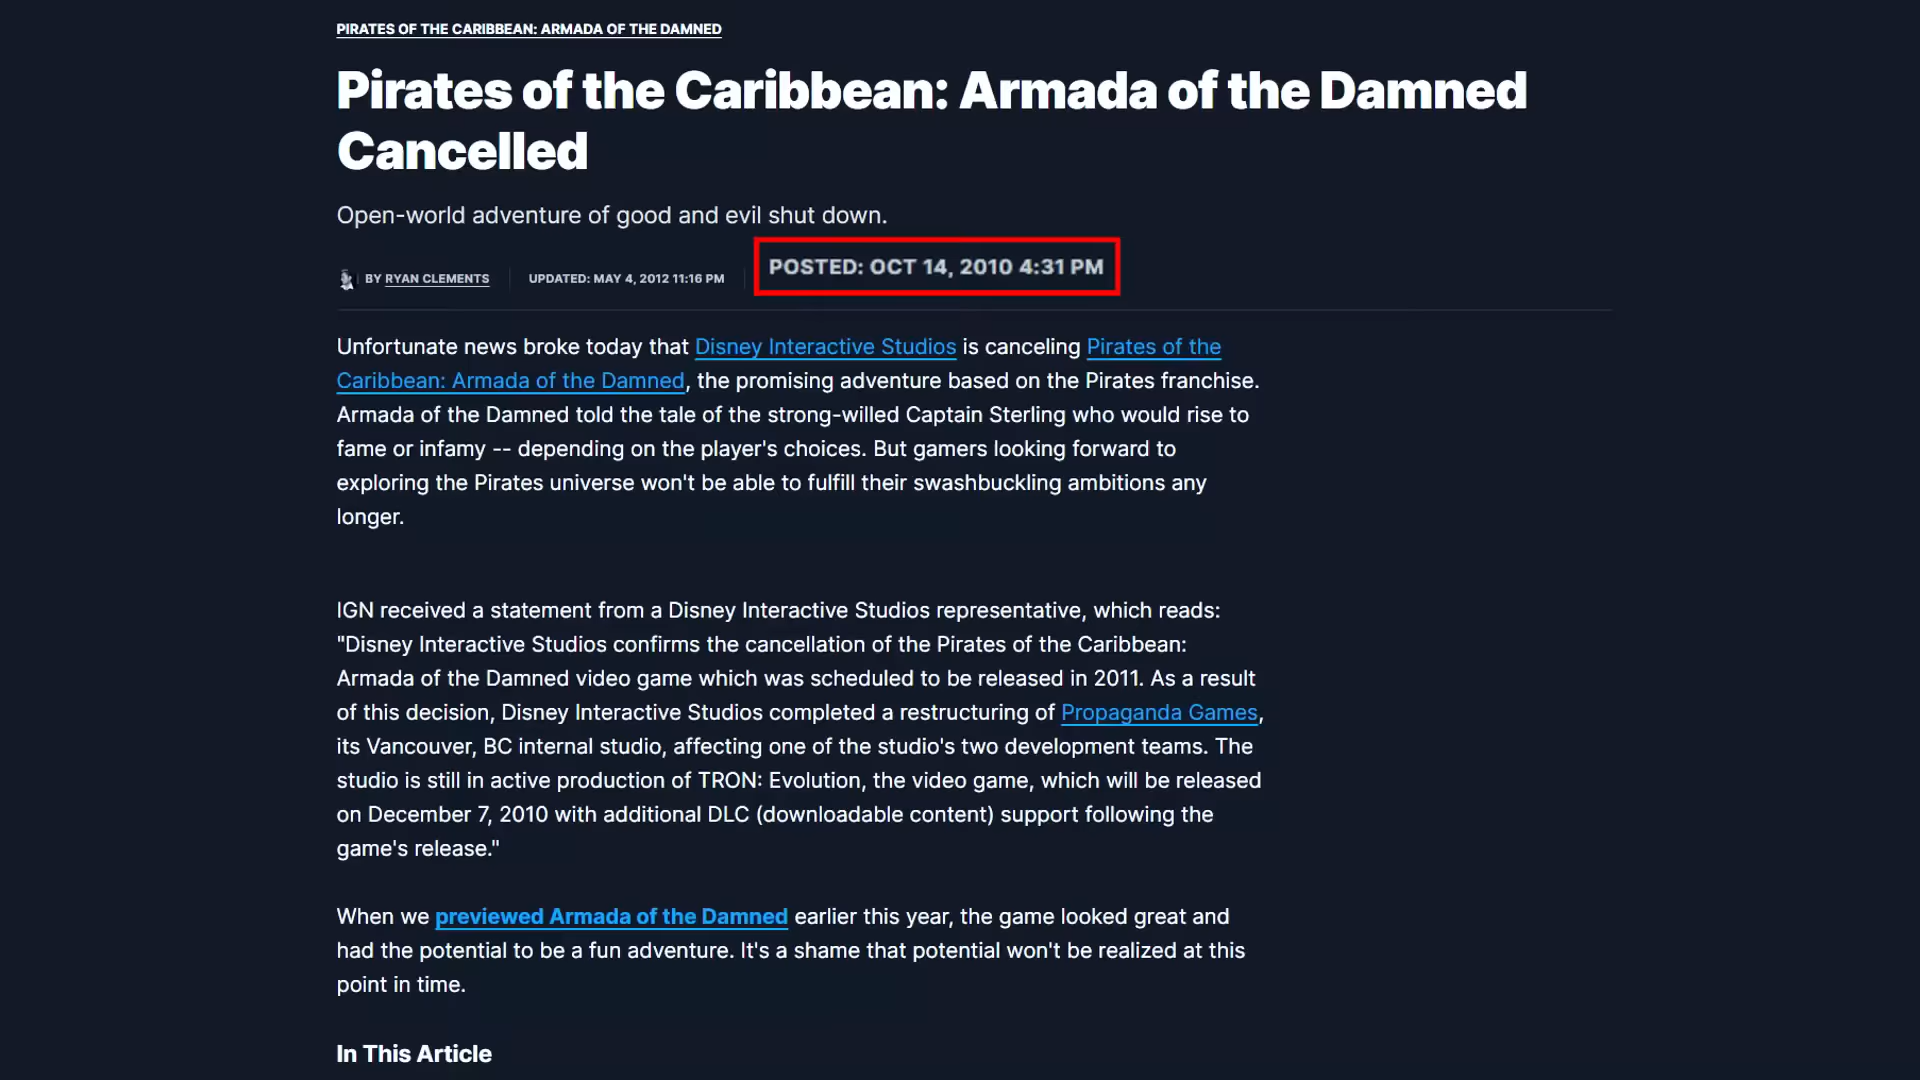 PIRATES OF THE CARIBBEAN: ARMADA OF THE DAMNED
Pirates of the Caribbean: Armada of the Damned
Cancelled
Open-world adventure of good and evil shut down.
BY RYAN CLEMENTS
UPDATED: MAY 4, 2012 11:16 PM
POSTED: OCT 14, 2010 4:31 PM
Unfortunate news broke today that Disney Interactive Studios is canceling Pirates of the
Caribbean: Armada of the Damned, the promising adventure based on the Pirates franchise.
Armada of the Damned told the tale of the strong-willed Captain Sterling who would rise to
fame or infamy -- depending on the player's choices. But gamers looking forward to
exploring the Pirates universe won't be able to fulfill their swashbuckling ambitions any
longer.
IGN received a statement from a Disney Interactive Studios representative, which reads:
"Disney Interactive Studios confirms the cancellation of the Pirates of the Caribbean:
Armada of the Damned video game which was scheduled to be released in 2011. As a result
of this decision, Disney Interactive Studios completed a restructuring of Propaganda Games,
its Vancouver, BC internal studio, affecting one of the studio's two development teams. The
studio is still in active production of TRON: Evolution, the video game, which will be released
on December 7, 2010 with additional DLC (downloadable content) support following the
game's release."
When we previewed Armada of the Damned earlier this year, the game looked great and
had the potential to be a fun adventure. It's a shame that potential won't be realized at this
point in time.
In This Article